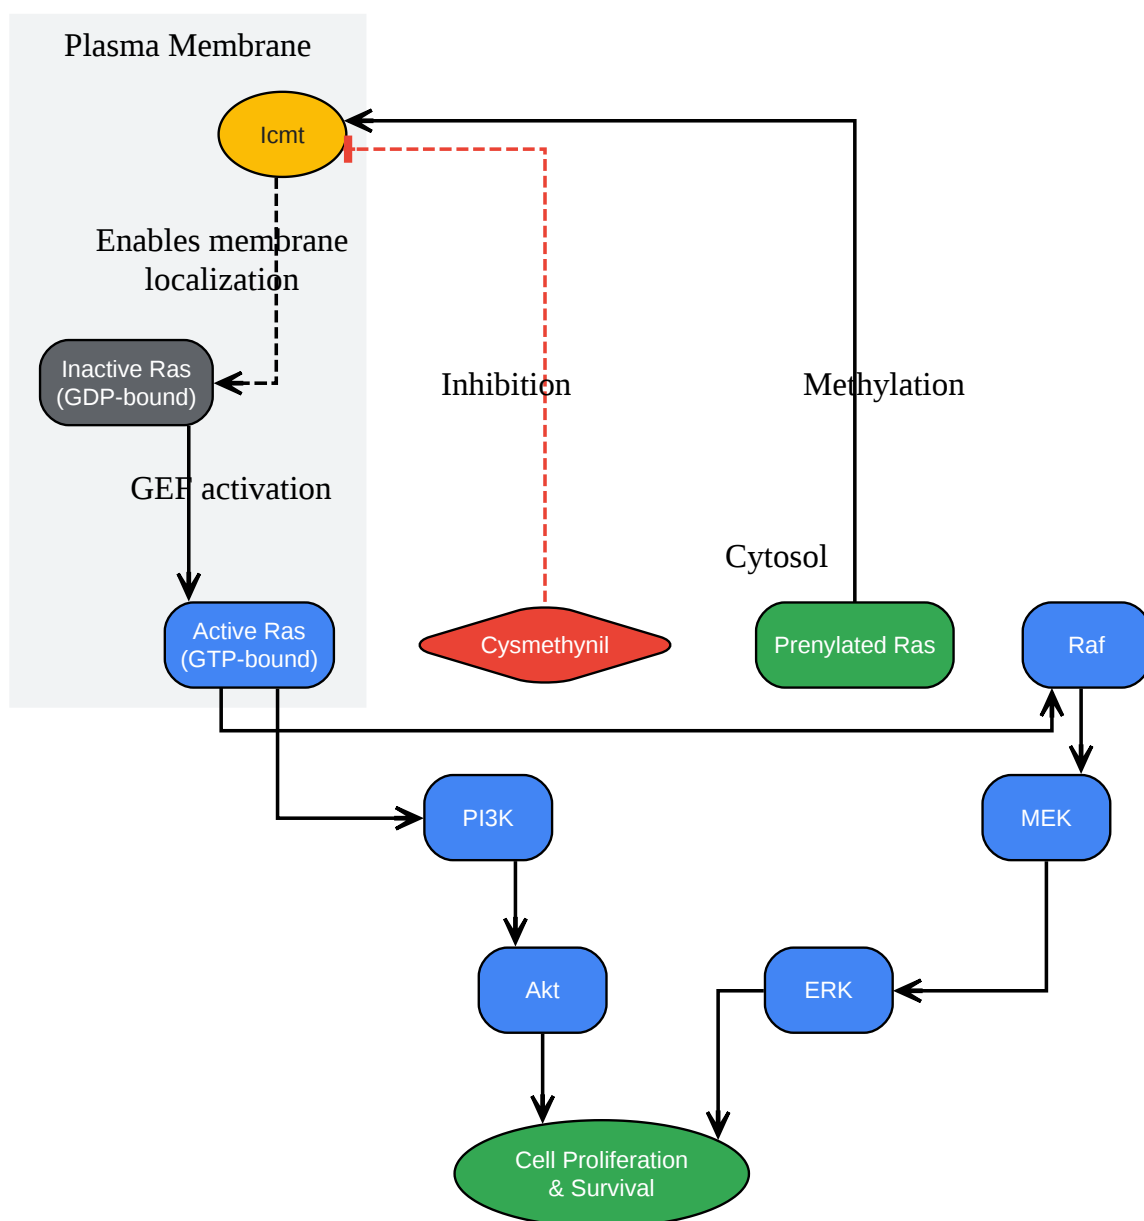 Plasma Membrane
Icmt
Enables membrane
localization
Inactive Ras
(GDP-bound)
Inhibition
Methylation
GEF activation
Cytosol
Active Ras
(GTP-bound)
Cysmethynil
Prenylated Ras
Raf
PI3K
MEK
Akt
ERK
Cell Proliferation
& Survival